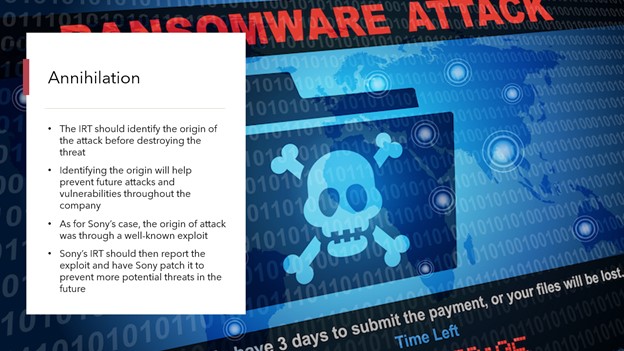 RANSOMWARE ATTACK
Annihilation
• The IRT should identify the origin of
the attack before destroying the
threat
• Identifying the origin will help
prevent future attacks and
vulnerabilities throughout the
company
• As for Sony's case, the origin of attack
was through a well-known exploit
• Sony's IRT should then report the
exploit and have Sony patch it to
prevent more potential threats in the
future
have 3 days to submit the payment, or your files will be lost.
Time Left